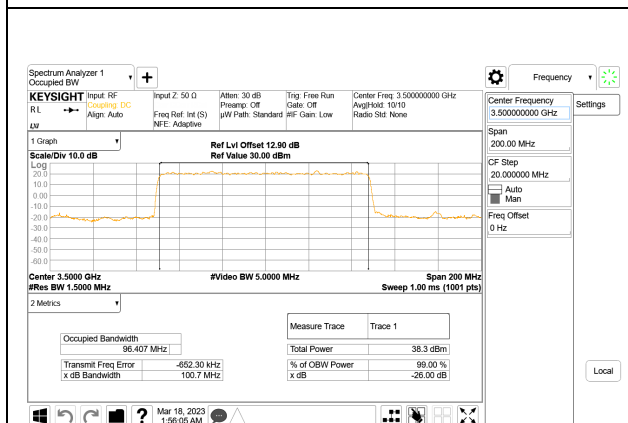 Spectrum Analyzer 1
Occupied BW
+
Frequency
KEYSIGHT
Input: RF
Coupling: DC
Align: Auto
Input Z: 50 Ω
Freq Ref: Int (S)
NFE: Adaptive
Atten: 30 dB
Preamp: Off
µW Path: Standard
Trig: Free Run
Gate: Off
#IF Gain: Low
Center Freq: 3.500000000 GHz
Avg|Hold: 10/10
Radio Std: None
RL
LXI
Center Frequency
3.500000000 GHz
Settings
Span
200.00 MHz
CF Step
20.000000 MHz
Auto
Man
Freq Offset
0 Hz
1 Graph
Scale/Div 10.0 dB
Ref Lvl Offset 12.90 dB
Ref Value 30.00 dBm
Log
20.0
10.0
0.00
-10.0
-20.0
-30.0
-40.0
-50.0
-60.0
Center 3.5000 GHz
#Video BW 5.0000 MHz
Span 200 MHz
#Res BW 1.5000 MHz
Sweep 1.00 ms (1001 pts)
2 Metrics
Measure Trace Trace 1
Occupied Bandwidth
96.407 MHz
Total Power 38.3 dBm
Transmit Freq Error -652.30 kHz
% of OBW Power 99.00 %
x dB Bandwidth 100.7 MHz
x dB -26.00 dB
Local
?
Mar 18, 2023
1:56:05 AM